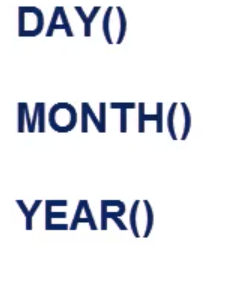 DAY()
MONTH()
YEAR()